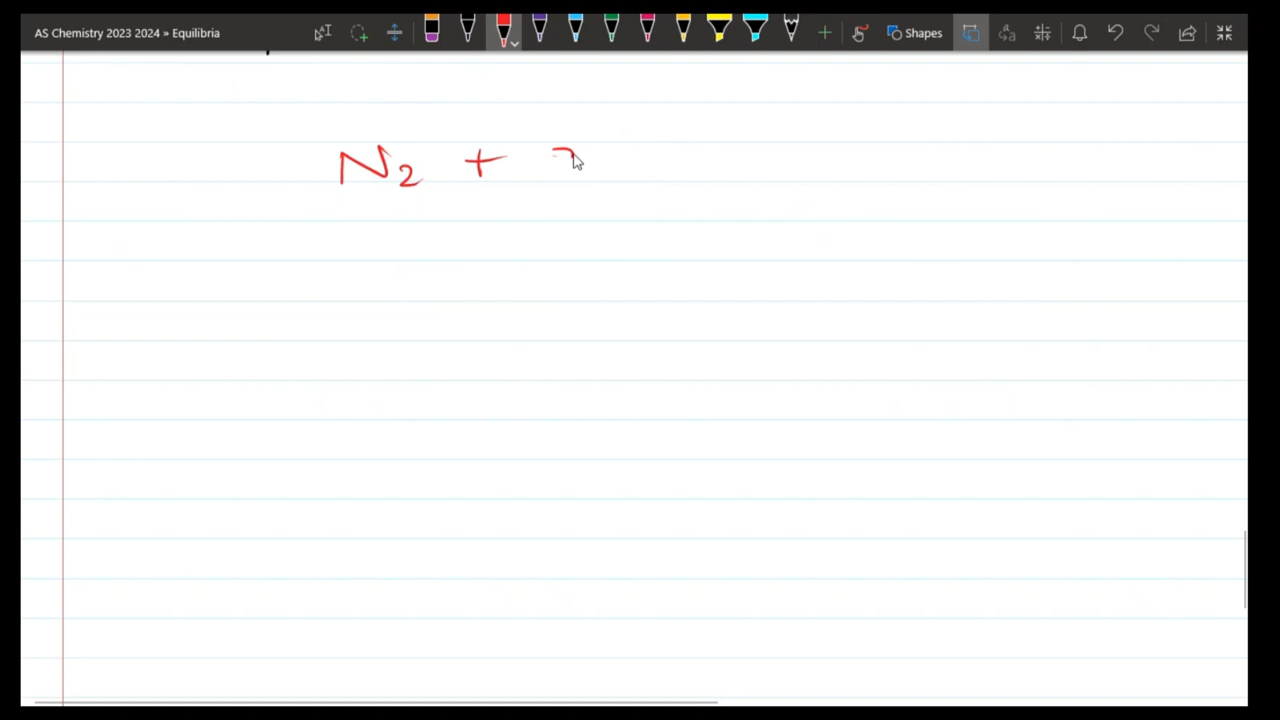 AS Chemistry 2023 2024 » Equilibria
Shapes
N₂ +